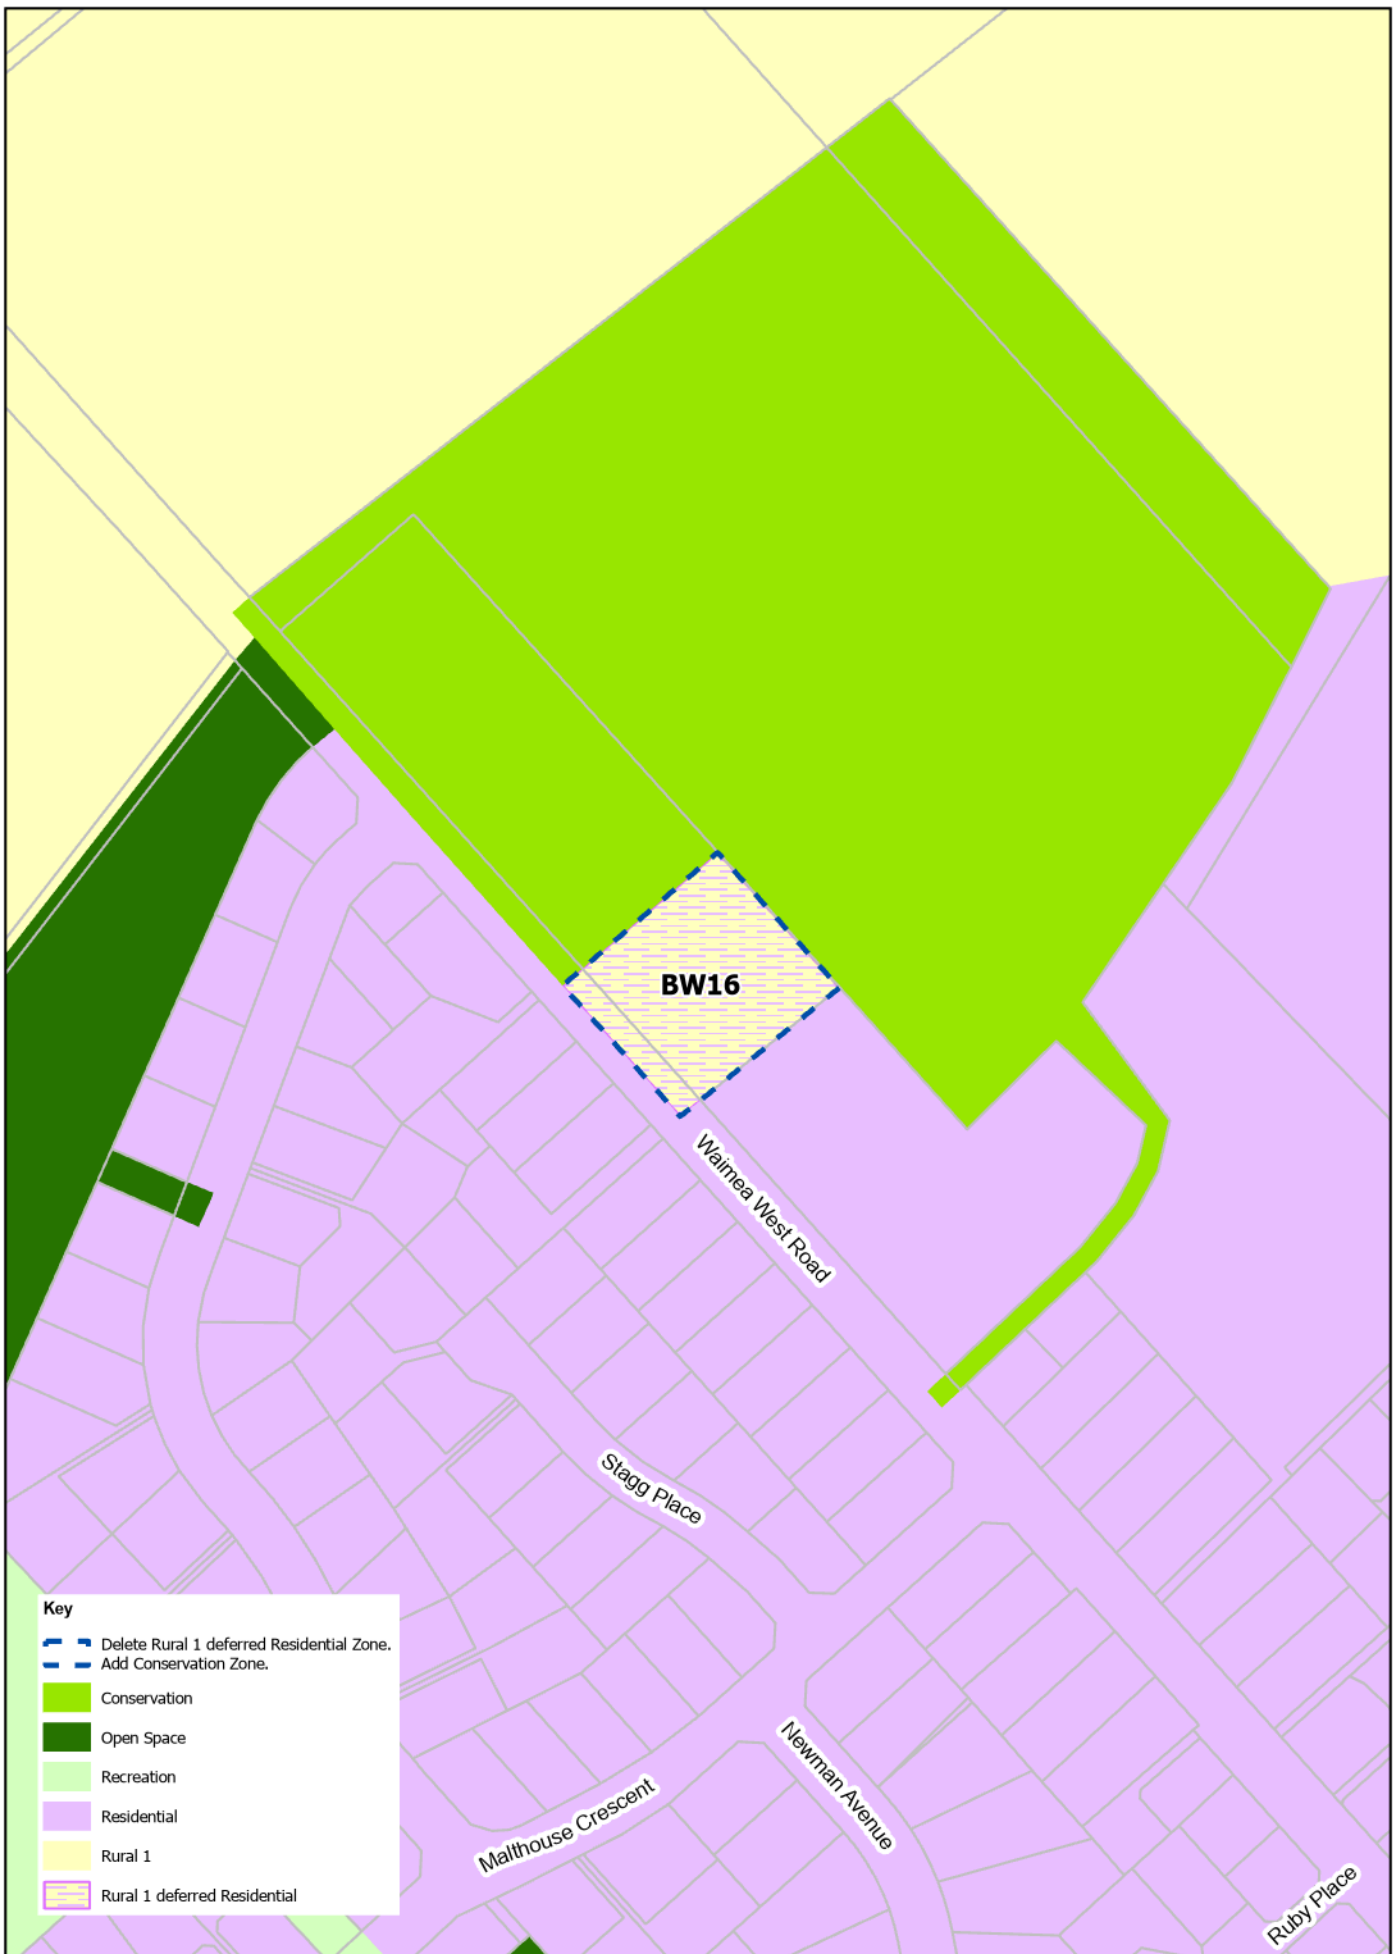 BW16
Waimea West Road
Stagg Place
Newman Avenue
Malthouse Crescent
Ruby Place
Key
Delete Rural 1 deferred Residential Zone.
Add Conservation Zone.
Conservation
Open Space
Recreation
Residential
Rural 1
Rural 1 deferred Residential